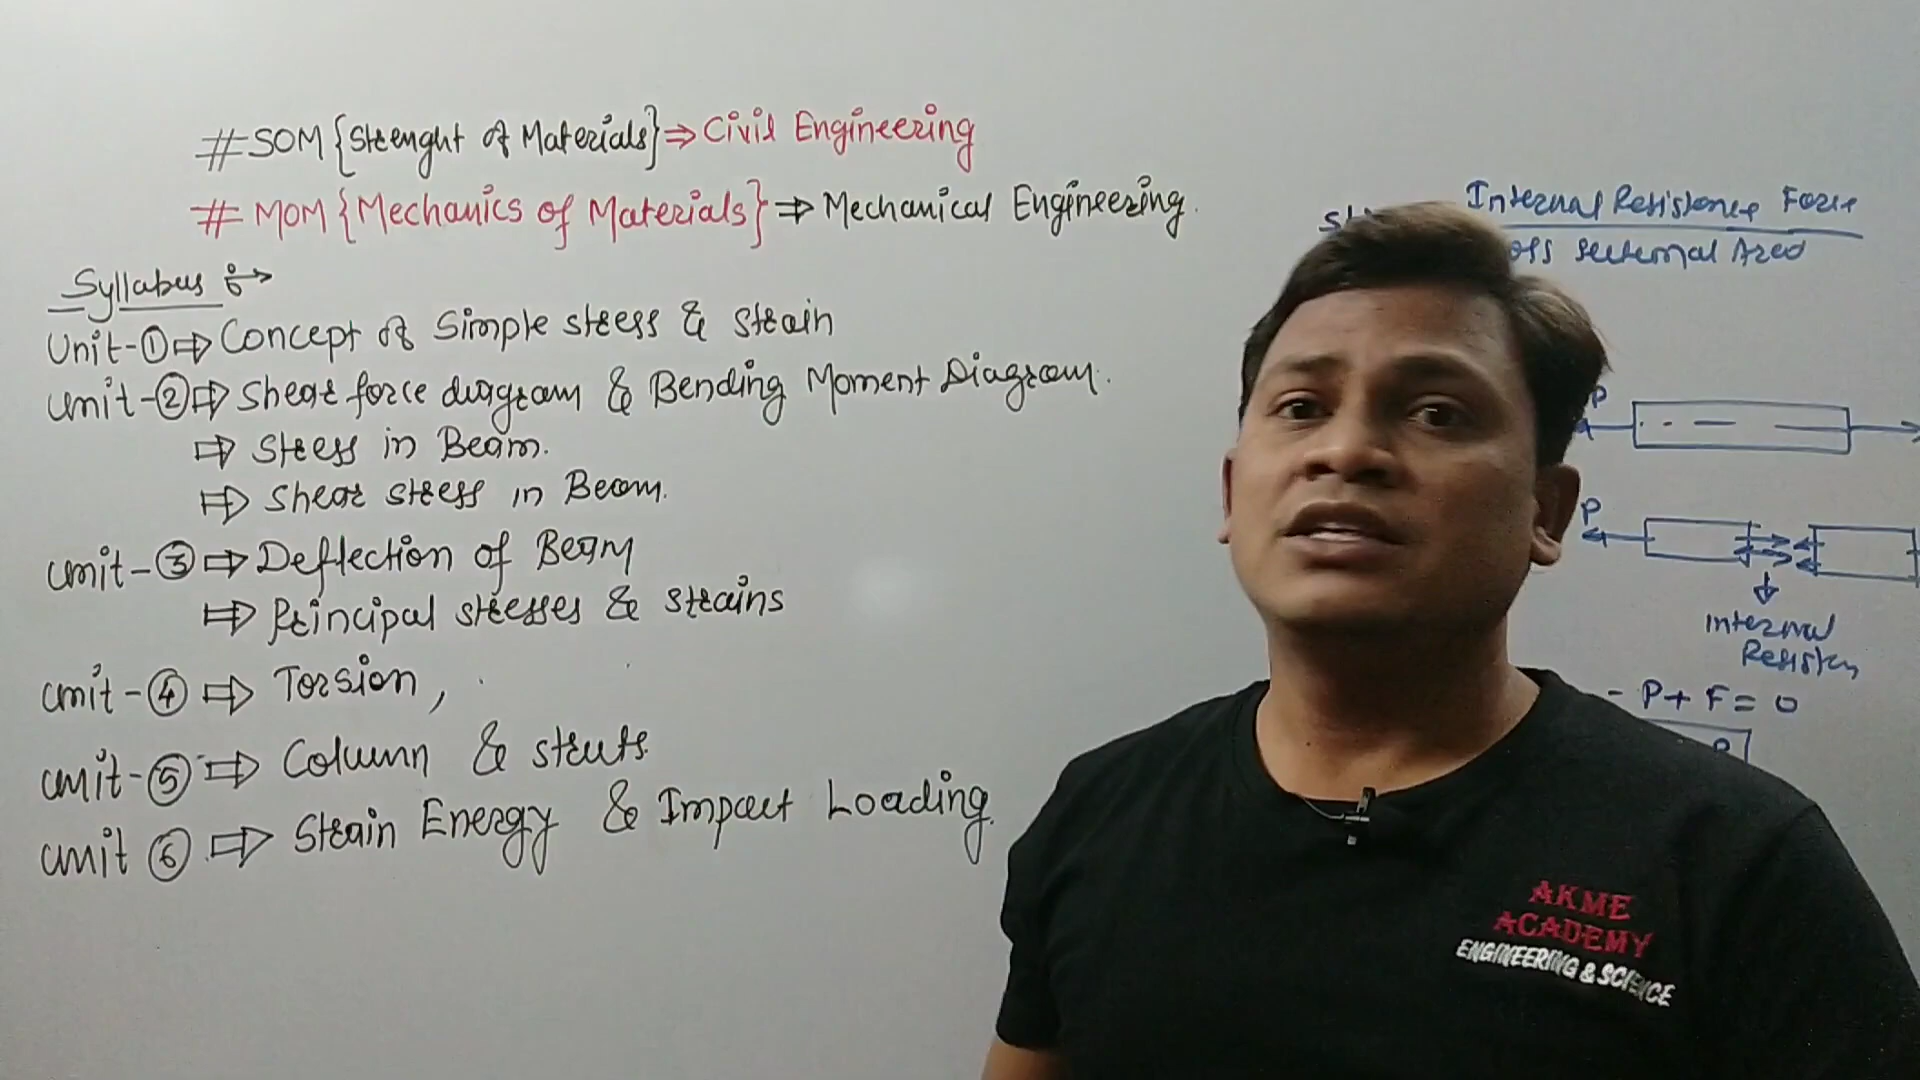 #SOM {Strenght of Materials} ⇒ Civil Engineering
# MOM {Mechanics of Materials} ⇒ Mechanical Engineering.
Syllabus
Unit-① ⇒ Concept of Simple stress & strain
Unit-② ⇒ Shear force diagram & Bending Moment Diagram.
⇒ Stress in Beam.
⇒ Shear stress in Beam.
Unit-③ ⇒ Deflection of Beam
⇒ Principal stresses & strains
Unit-④ ⇒ Torsion,
Unit-⑤ ⇒ Column & struts
Unit ⑥ ⇒ Strain Energy & Impact Loading.
Internal Resistance Force
Area
P
P
Internal
- P + F = 0
P
AKME
ACADEMY
ENGINEERING & SCIENCE